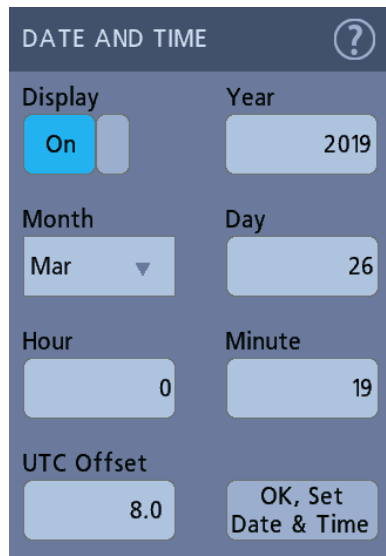 DATE AND TIME ?
Display Year
On 2019
Month Day
Mar 26
Hour Minute
0 19
UTC Offset
8.0 OK, Set
Date & Time